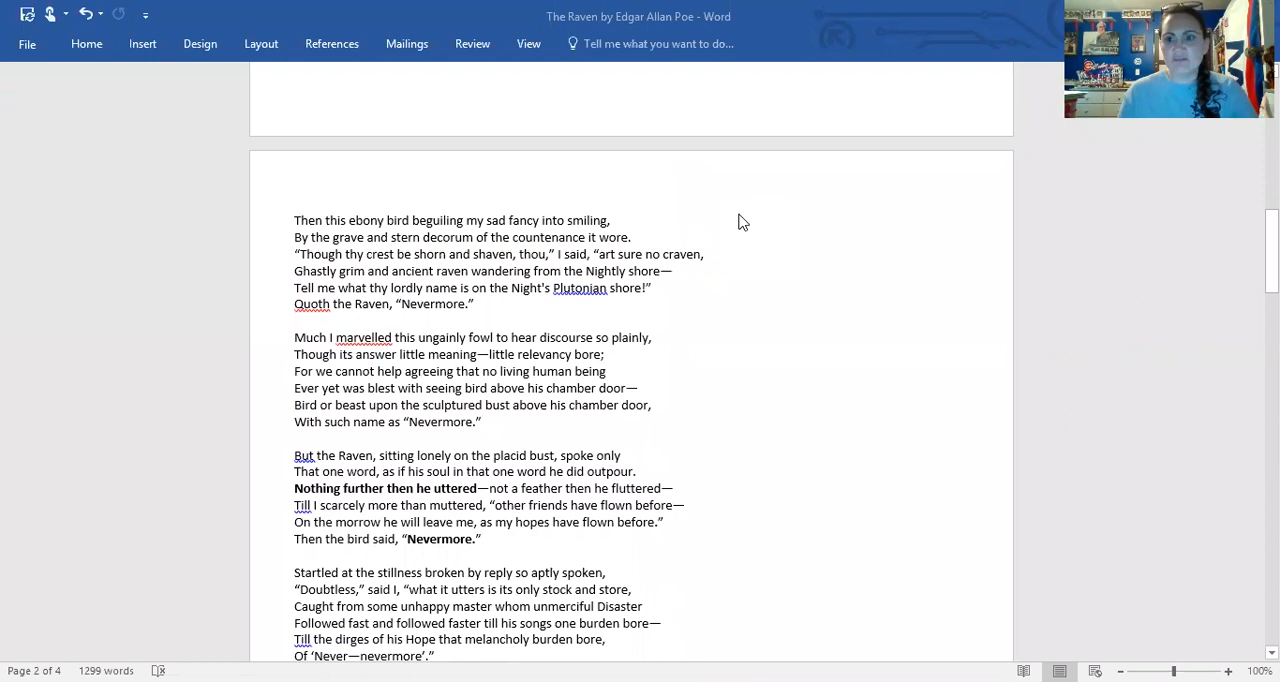 The Raven by Edgar Allan Poe - Word
File Home Insert Design Layout References Mailings Review View Tell me what you want to do...
Then this ebony bird beguiling my sad fancy into smiling,
By the grave and stern decorum of the countenance it wore.
“Though thy crest be shorn and shaven, thou,” I said, “art sure no craven,
Ghastly grim and ancient raven wandering from the Nightly shore—
Tell me what thy lordly name is on the Night's Plutonian shore!”
Quoth the Raven, “Nevermore.”
Much I marvelled this ungainly fowl to hear discourse so plainly,
Though its answer little meaning—little relevancy bore;
For we cannot help agreeing that no living human being
Ever yet was blest with seeing bird above his chamber door—
Bird or beast upon the sculptured bust above his chamber door,
With such name as “Nevermore.”
But the Raven, sitting lonely on the placid bust, spoke only
That one word, as if his soul in that one word he did outpour.
Nothing further then he uttered—not a feather then he fluttered—
Till I scarcely more than muttered, “other friends have flown before—
On the morrow he will leave me, as my hopes have flown before.”
Then the bird said, “Nevermore.”
Startled at the stillness broken by reply so aptly spoken,
“Doubtless,” said I, “what it utters is its only stock and store,
Caught from some unhappy master whom unmerciful Disaster
Followed fast and followed faster till his songs one burden bore—
Till the dirges of his Hope that melancholy burden bore,
Of ‘Never—nevermore’.”
Page 2 of 4 1299 words 100%